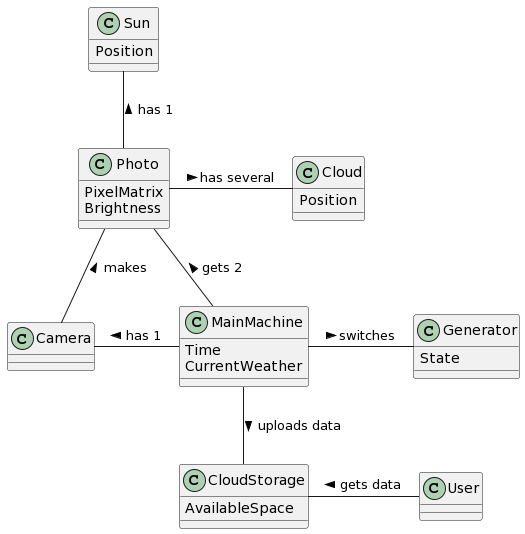 C Sun
Position
has 1
C Photo
PixelMatrix
Brightness
has several
C Cloud
Position
makes
gets 2
C Camera
has 1
C MainMachine
Time
CurrentWeather
switches
C Generator
State
uploads data
C CloudStorage
AvailableSpace
gets data
C User